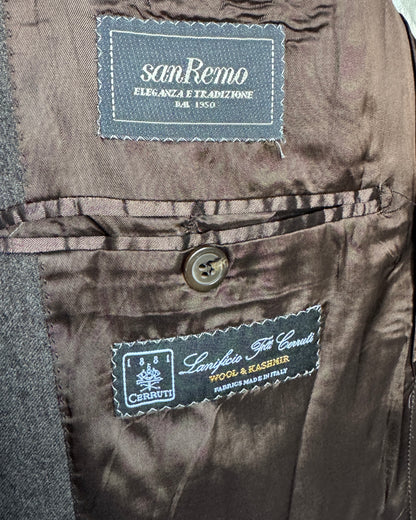 sanRemo
ELEGANZA E TRADIZIONE
DAL 1950
1881
CERRUTI
Lanificio F.lli Cerruti
WOOL & KASHMIR
FABRICS MADE IN ITALY